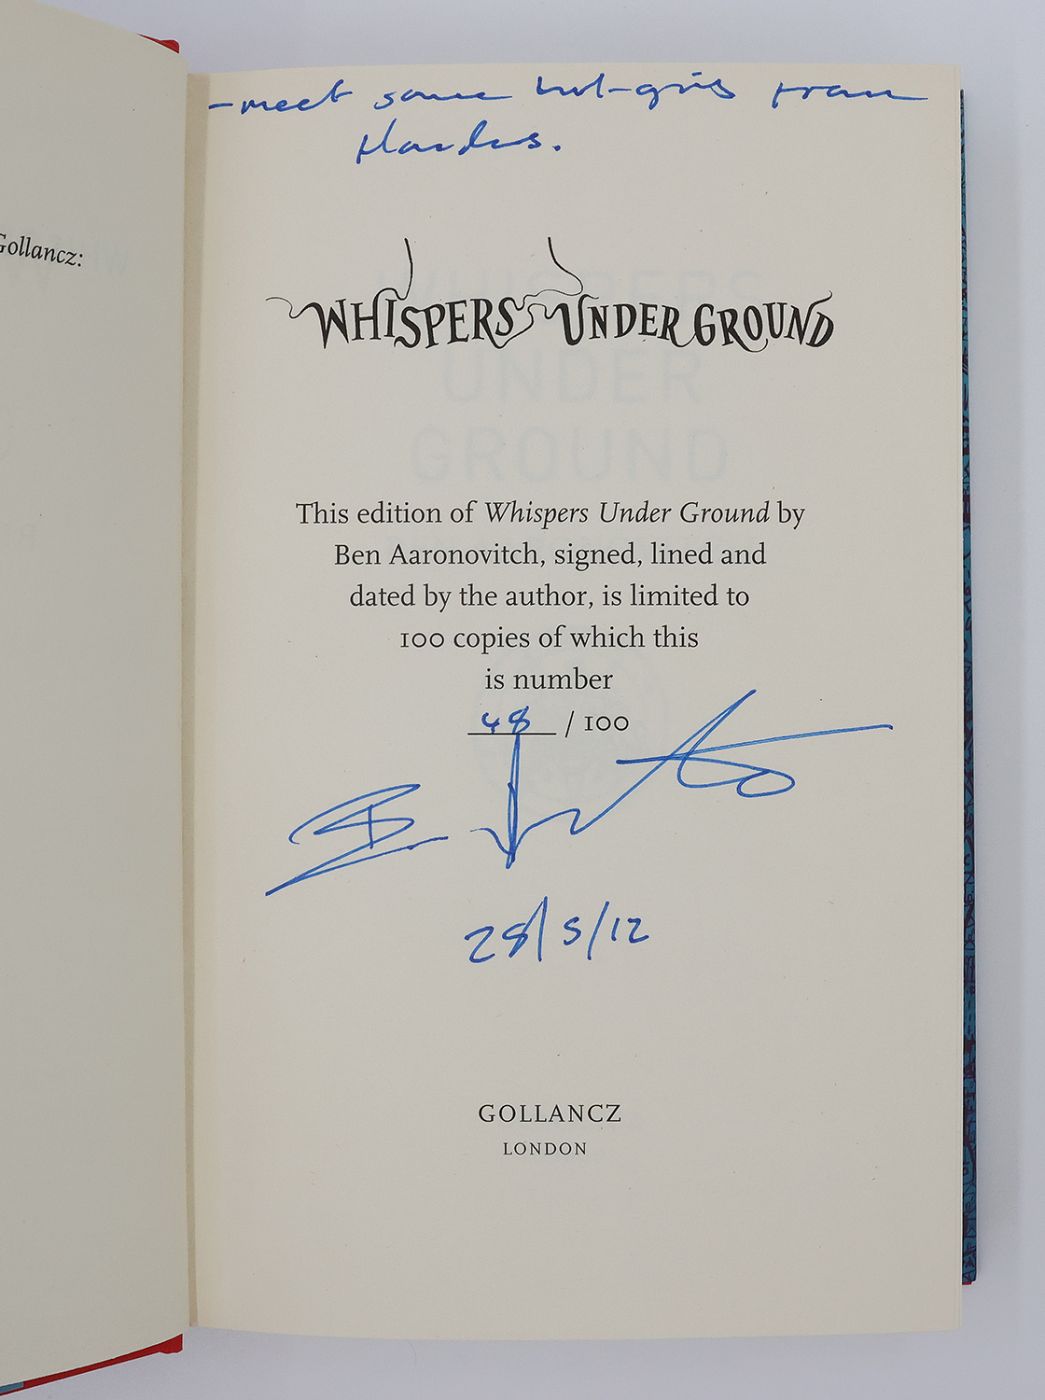 Gollancz:
- meet some hot-girls from
WHISPERS UNDER GROUND
This edition of Whispers Under Ground by
Ben Aaronovitch, signed, lined and
dated by the author, is limited to
100 copies of which this
is number
48 / 100
28/5/12
GOLLANCZ
LONDON